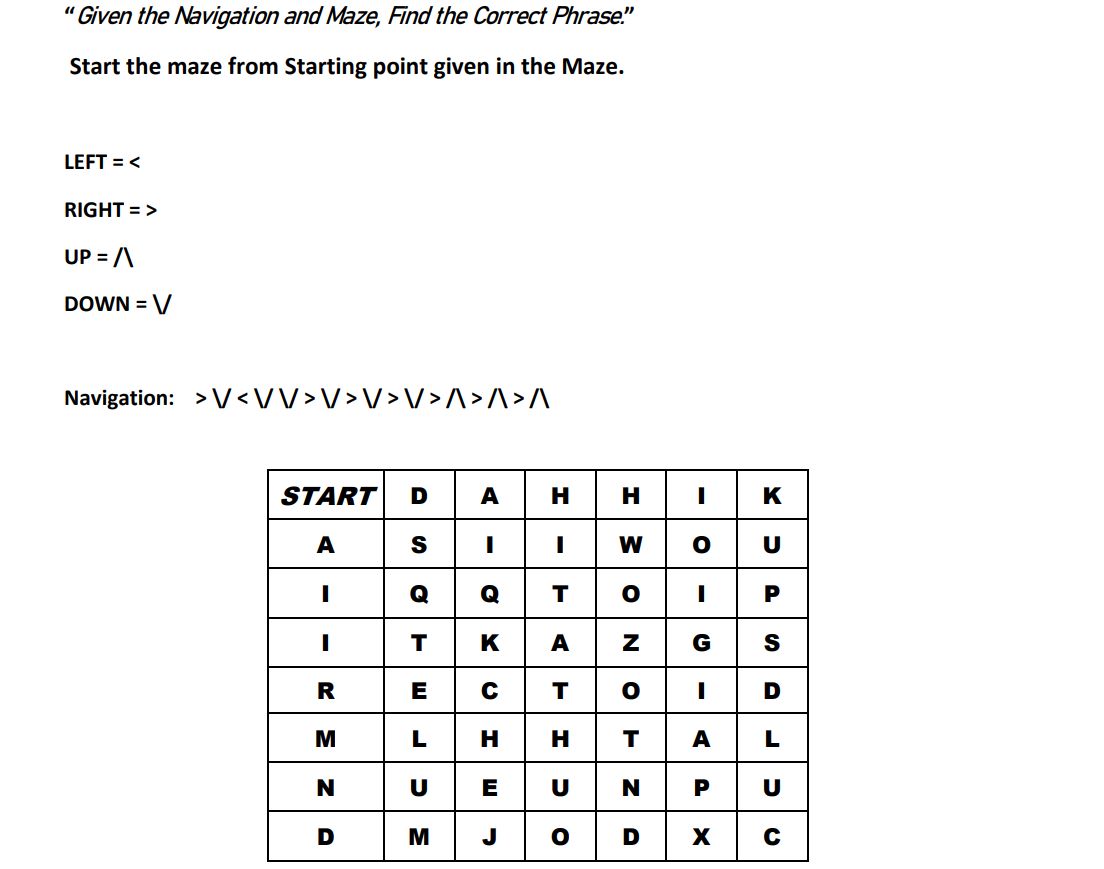 “Given the Navigation and Maze, Find the Correct Phrase.”
Start the maze from Starting point given in the Maze.
LEFT = <
RIGHT = >
UP = /\
DOWN = \/
Navigation: > \/ < \/ \/ > \/ > \/ > \/ > /\ > /\ > /\
START D A H H I K
A S I I W O U
I Q Q T O I P
I T K A Z G S
R E C T O I D
M L H H T A L
N U E U N P U
D M J O D X C